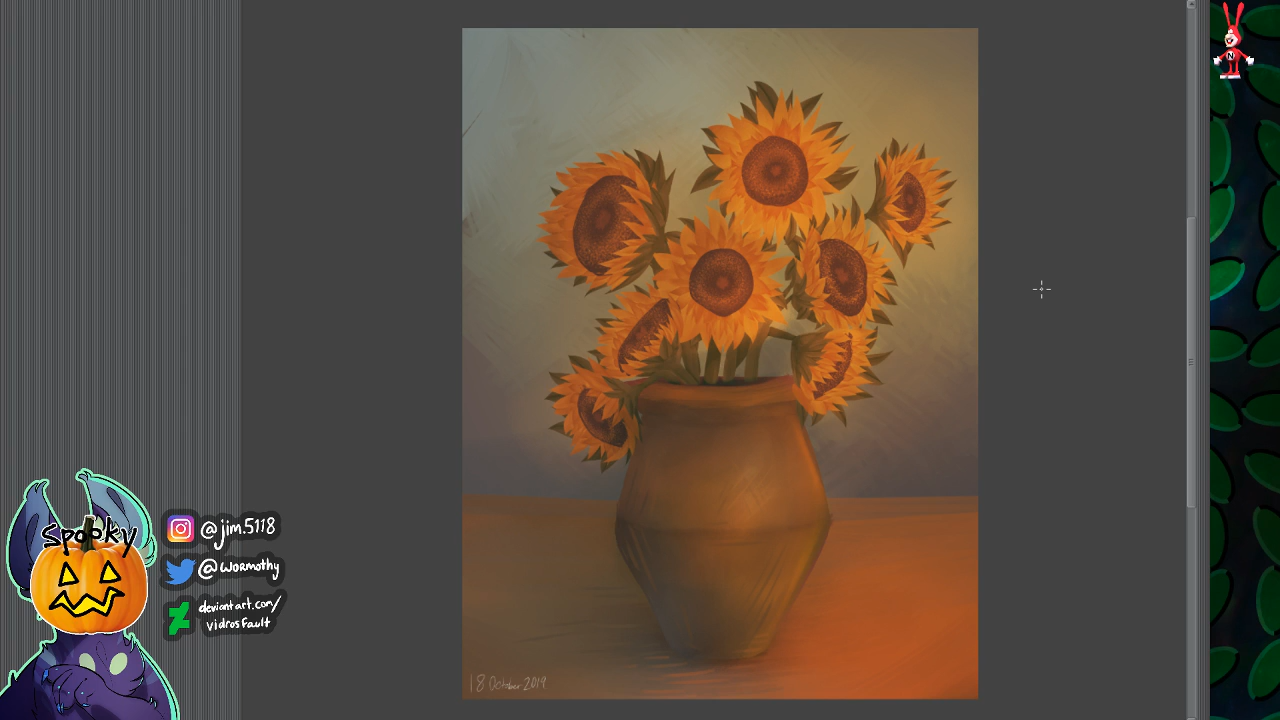 N
Spooky
@jim.5118
@Wormothy
deviantart.com/
vidrosfault
18 October 2019